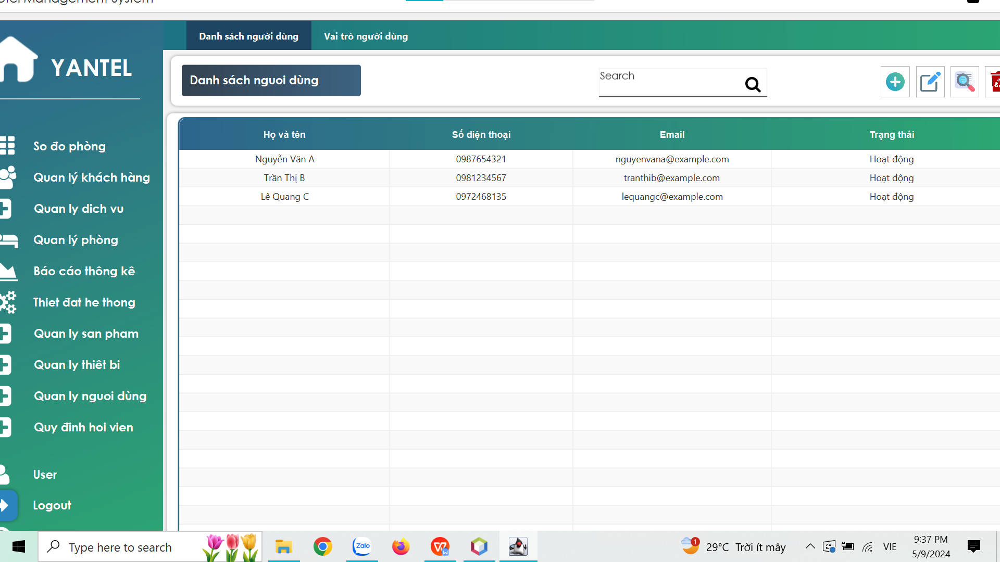 otel Management System
YANTEL
So đo phòng
Quan lý khách hàng
Quan ly dich vu
Quan lý phòng
Báo cáo thông kê
Thiet đat he thong
Quan ly san pham
Quan ly thiêt bi
Quan ly nguoi dùng
Quy đinh hoi vien
User
Logout
Danh sách người dùng
Vai trò người dùng
Danh sách nguoi dùng
Search
Họ và tên Số điện thoại Email Trạng thái
Nguyễn Văn A 0987654321 nguyenvana@example.com Hoạt động
Trần Thị B 0981234567 tranthib@example.com Hoạt động
Lê Quang C 0972468135 lequangc@example.com Hoạt động
Type here to search
Zalo
W
1
29°C Trời ít mây
VIE
9:37 PM
5/9/2024